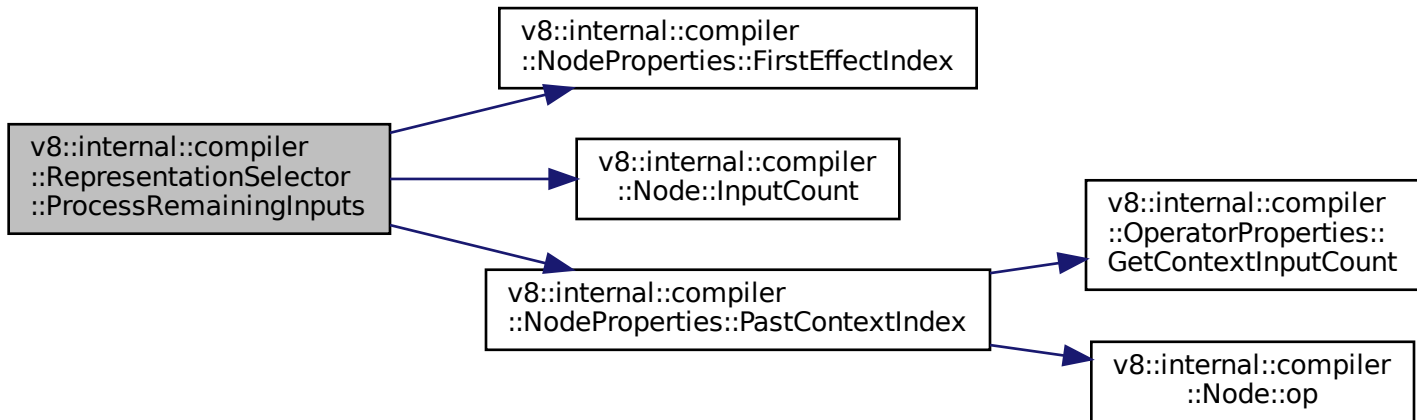 v8::internal::compiler
::RepresentationSelector
::ProcessRemainingInputs
v8::internal::compiler
::NodeProperties::FirstEffectIndex
v8::internal::compiler
::Node::InputCount
v8::internal::compiler
::NodeProperties::PastContextIndex
v8::internal::compiler
::OperatorProperties::
GetContextInputCount
v8::internal::compiler
::Node::op